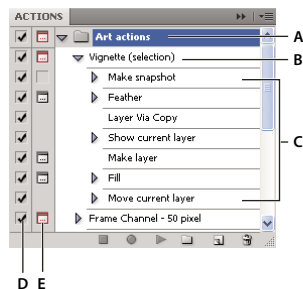 ACTIONS
Art actions
A
Vignette (selection)
B
Make snapshot
Feather
Layer Via Copy
C
Show current layer
Make layer
Fill
Move current layer
Frame Channel - 50 pixel
D E